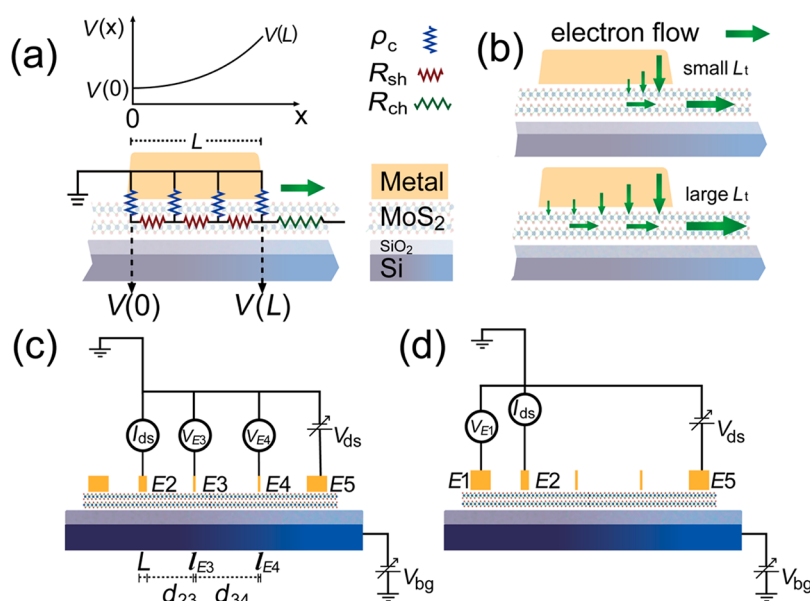 (a)
V(x)
V(L)
V(0)
0
x
ρc
Rsh
Rch
L
Metal
MoS2
SiO2
Si
V(0)
V(L)
(b)
electron flow
small Lt
large Lt
(c)
Ids
VE3
VE4
Vds
E2
E3
E4
E5
L
lE3
lE4
d23
d34
Vbg
(d)
VE1
Ids
Vds
E1
E2
E5
Vbg